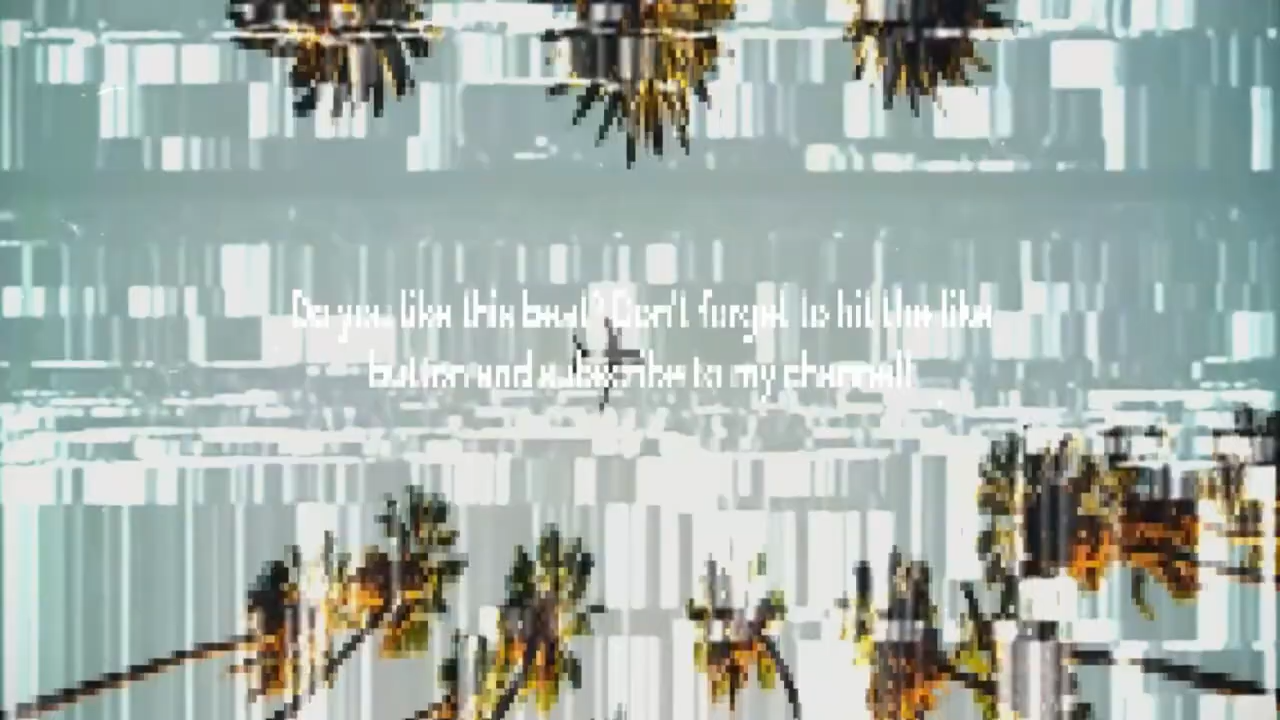 Do you like this beat? Don't forget to hit the like
button and subscribe to my channel!